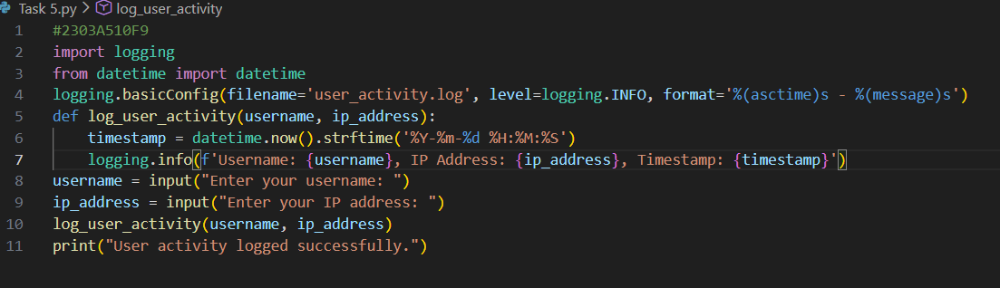 Task 5.py > log_user_activity
1 #2303A510F9
2 import logging
3 from datetime import datetime
4 logging.basicConfig(filename='user_activity.log', level=logging.INFO, format='%(asctime)s - %(message)s')
5 def log_user_activity(username, ip_address):
6     timestamp = datetime.now().strftime('%Y-%m-%d %H:%M:%S')
7     logging.info(f'Username: {username}, IP Address: {ip_address}, Timestamp: {timestamp}')
8 username = input("Enter your username: ")
9 ip_address = input("Enter your IP address: ")
10 log_user_activity(username, ip_address)
11 print("User activity logged successfully.")